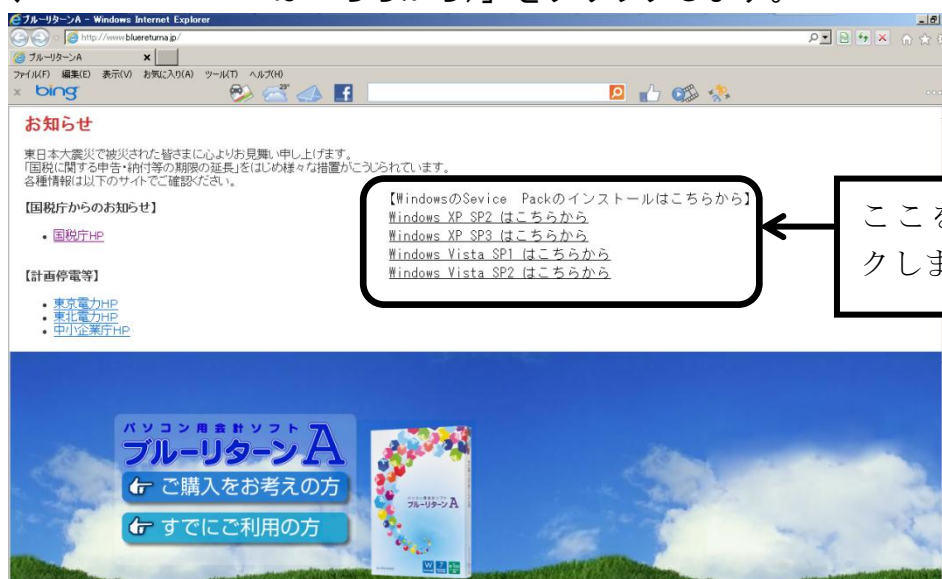 はこちらから」をクリックします。
ブルーリターンA - Windows Internet Explorer
http://www.bluereturna.jp/
ブルーリターンA
ファイル(F) 編集(E) 表示(V) お気に入り(A) ツール(T) ヘルプ(H)
bing
23°
お知らせ
東日本大震災で被災された皆さまに心よりお見舞い申し上げます。
「国税に関する申告・納付等の期限の延長」をはじめ様々な措置がこうじられています。
各種情報は以下のサイトでご確認ください。
【国税庁からのお知らせ】
・国税庁HP
【計画停電等】
・東京電力HP
・東北電力HP
・中小企業庁HP
【WindowsのSevice Packのインストールはこちらから】
Windows XP SP2 はこちらから
Windows XP SP3 はこちらから
Windows Vista SP1 はこちらから
Windows Vista SP2 はこちらから
ここを
クしま
パソコン用会計ソフト
ブルーリターンA
ご購入をお考えの方
すでにご利用の方
ブルーリターンA